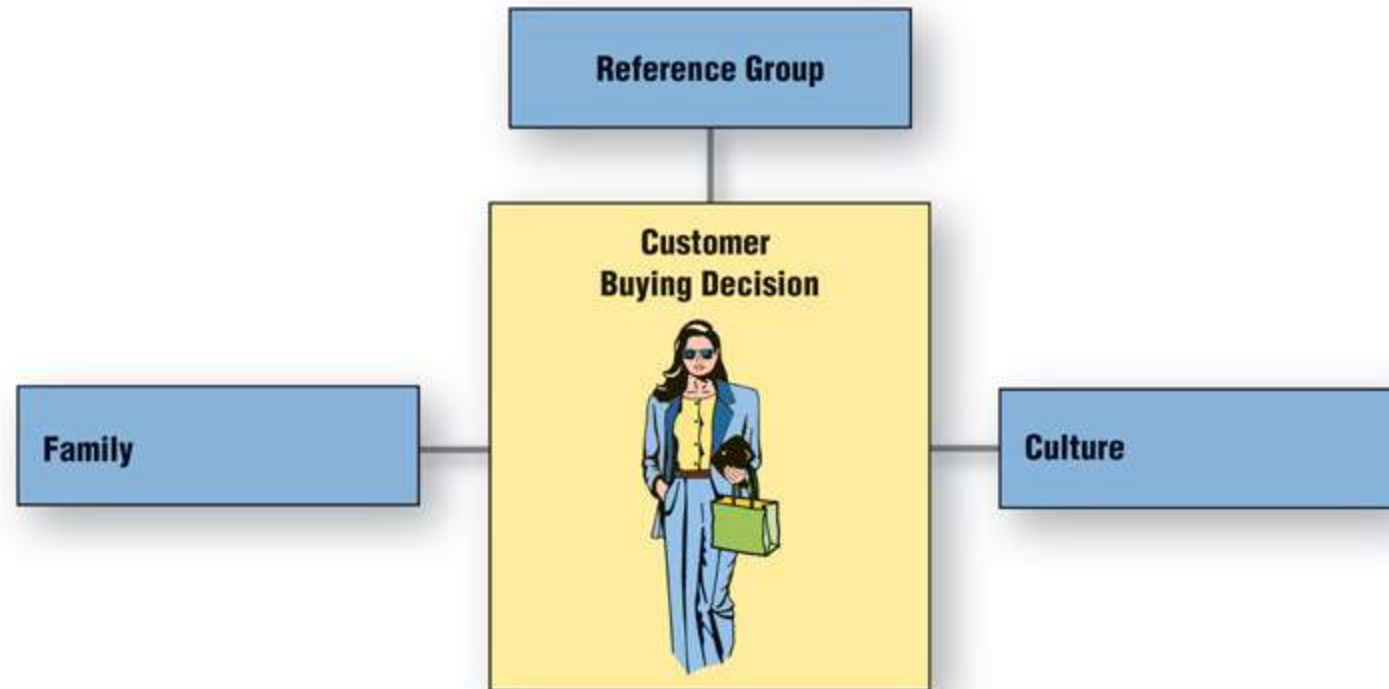 Reference Group
Customer
Buying Decision
Family
Culture